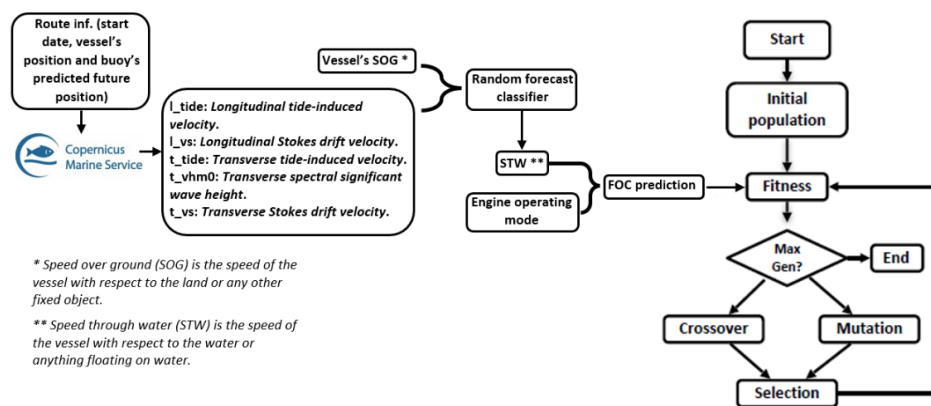 Route inf. (start
date, vessel's
position and buoy's
predicted future
position)
Copernicus
Marine Service
l_tide: Longitudinal tide-induced
velocity.
l_vs: Longitudinal Stokes drift velocity.
t_tide: Transverse tide-induced velocity.
t_vhm0: Transverse spectral significant
wave height.
t_vs: Transverse Stokes drift velocity.
Vessel's SOG *
Random forecast
classifier
STW **
Engine operating
mode
FOC prediction
Start
Initial
population
Fitness
Max
Gen?
End
Crossover
Mutation
Selection
* Speed over ground (SOG) is the speed of the
vessel with respect to the land or any other
fixed object.
** Speed through water (STW) is the speed of
the vessel with respect to the water or
anything floating on water.